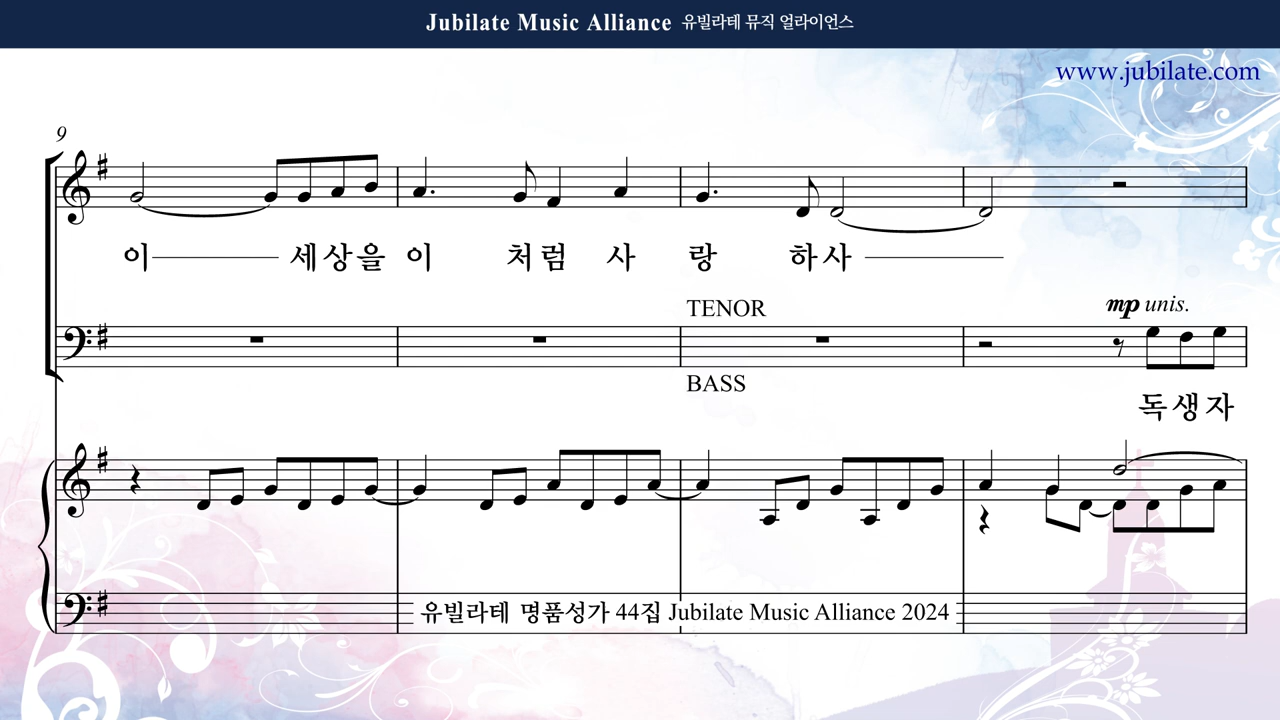 Jubilate Music Alliance 유빌라테 뮤직 얼라이언스
www.jubilate.com
9
이 세상을 이 처럼 사 랑 하사
TENOR
mp unis.
BASS
독생자
유빌라테 명품성가 44집 Jubilate Music Alliance 2024